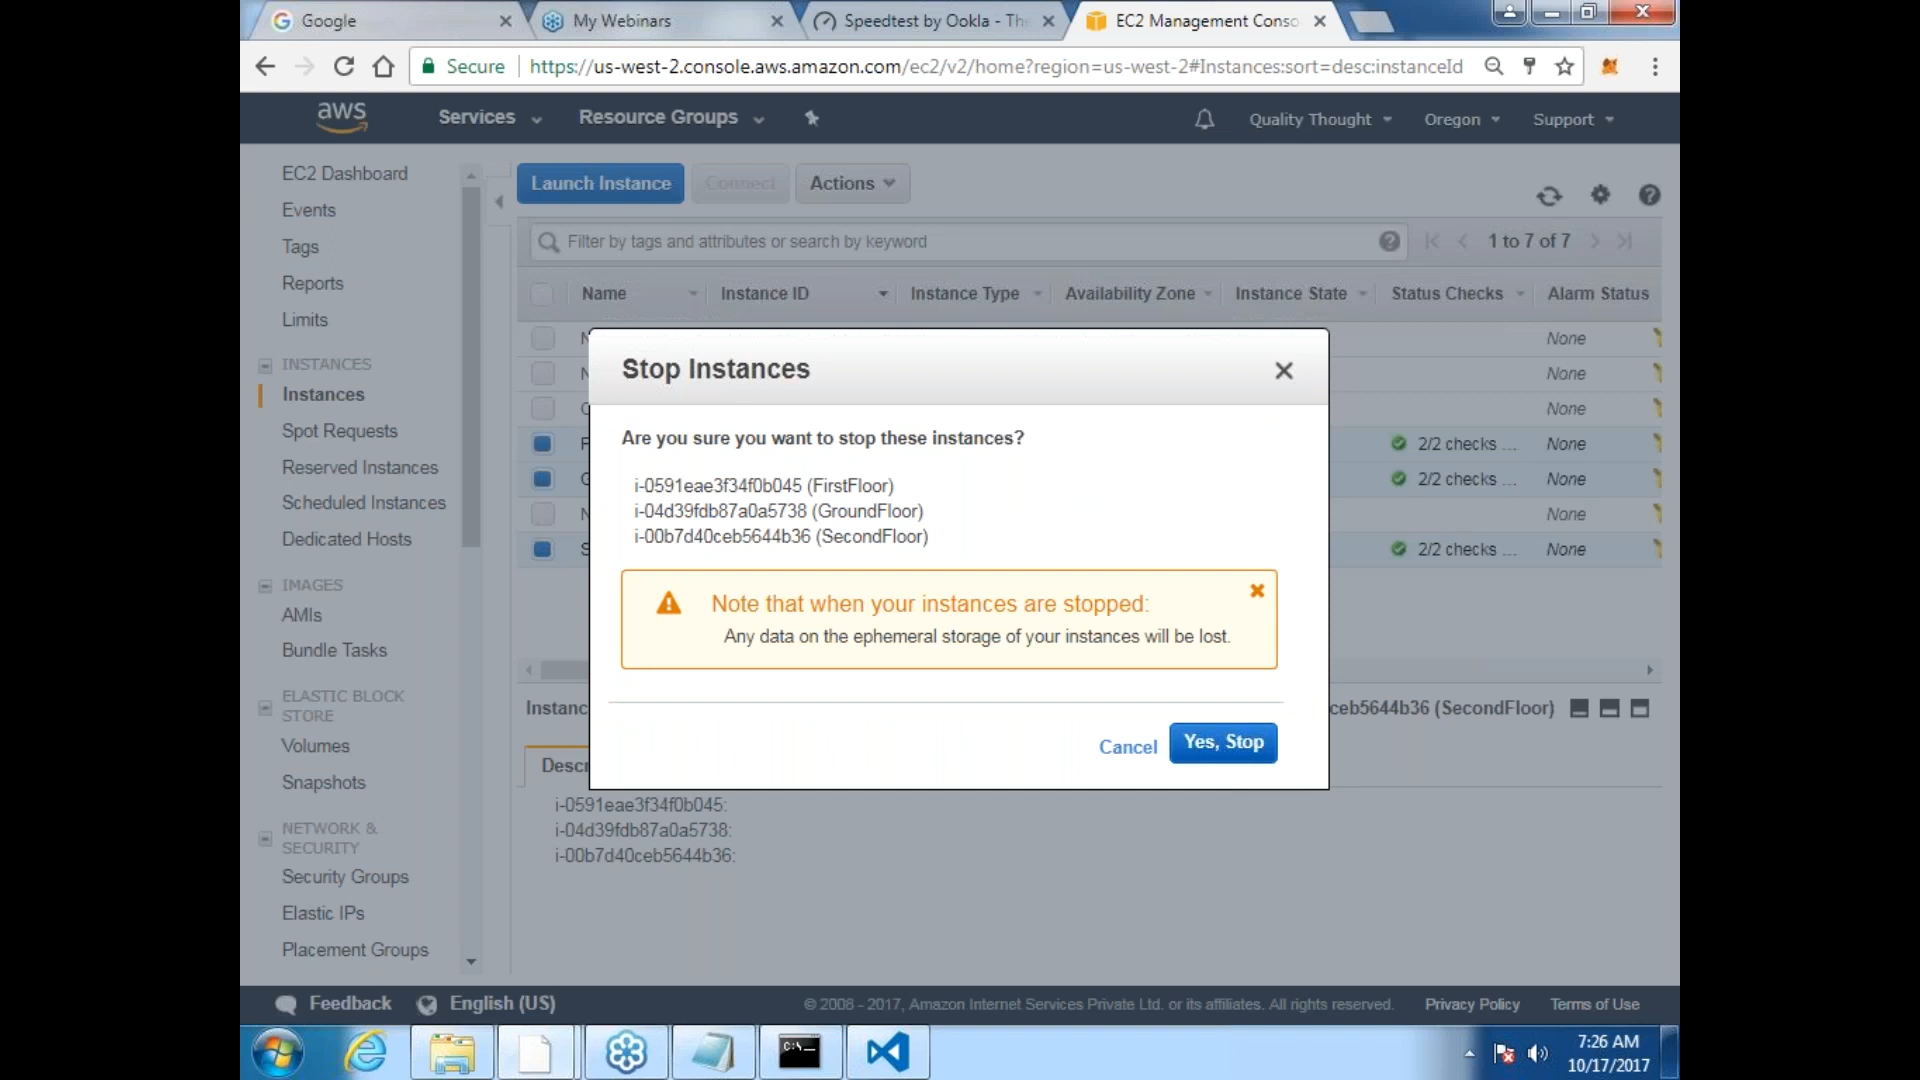 Google
My Webinars
Speedtest by Ookla - Th
EC2 Management Conso
Secure
https://us-west-2.console.aws.amazon.com/ec2/v2/home?region=us-west-2#Instances:sort=desc:instanceId
aws
Services
Resource Groups
Quality Thought
Oregon
Support
EC2 Dashboard
Events
Tags
Reports
Limits
INSTANCES
Instances
Spot Requests
Reserved Instances
Scheduled Instances
Dedicated Hosts
IMAGES
AMIs
Bundle Tasks
ELASTIC BLOCK
STORE
Volumes
Snapshots
NETWORK &
SECURITY
Security Groups
Elastic IPs
Placement Groups
Launch Instance
Connect
Actions
Filter by tags and attributes or search by keyword
1 to 7 of 7
Name
Instance ID
Instance Type
Availability Zone
Instance State
Status Checks
Alarm Status
None
None
None
2/2 checks ...
None
2/2 checks ...
None
None
2/2 checks ...
None
Stop Instances
Are you sure you want to stop these instances?
i-0591eae3f34f0b045 (FirstFloor)
i-04d39fdb87a0a5738 (GroundFloor)
i-00b7d40ceb5644b36 (SecondFloor)
Note that when your instances are stopped:
Any data on the ephemeral storage of your instances will be lost.
Cancel
Yes, Stop
Instanc
ceb5644b36 (SecondFloor)
Descr
i-0591eae3f34f0b045:
i-04d39fdb87a0a5738:
i-00b7d40ceb5644b36:
Feedback
English (US)
© 2008 - 2017, Amazon Internet Services Private Ltd. or its affiliates. All rights reserved.
Privacy Policy
Terms of Use
C:\._
7:26 AM
10/17/2017